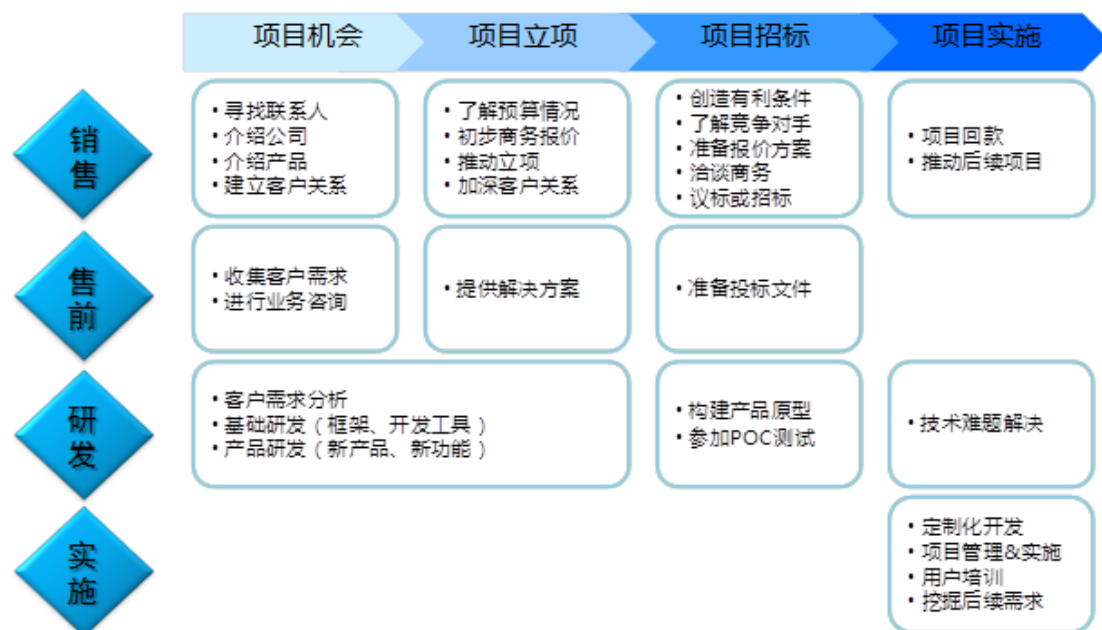 项目机会
项目立项
项目招标
项目实施
销
售
• 寻找联系人
• 介绍公司
• 介绍产品
• 建立客户关系
• 了解预算情况
• 初步商务报价
• 推动立项
• 加深客户关系
• 创造有利条件
• 了解竞争对手
• 准备报价方案
• 洽谈商务
• 议标或招标
• 项目回款
• 推动后续项目
售
前
• 收集客户需求
• 进行业务咨询
• 提供解决方案
• 准备投标文件
研
发
• 客户需求分析
• 基础研发（框架、开发工具）
• 产品研发（新产品、新功能）
• 构建产品原型
• 参加POC测试
• 技术难题解决
实
施
• 定制化开发
• 项目管理&实施
• 用户培训
• 挖掘后续需求